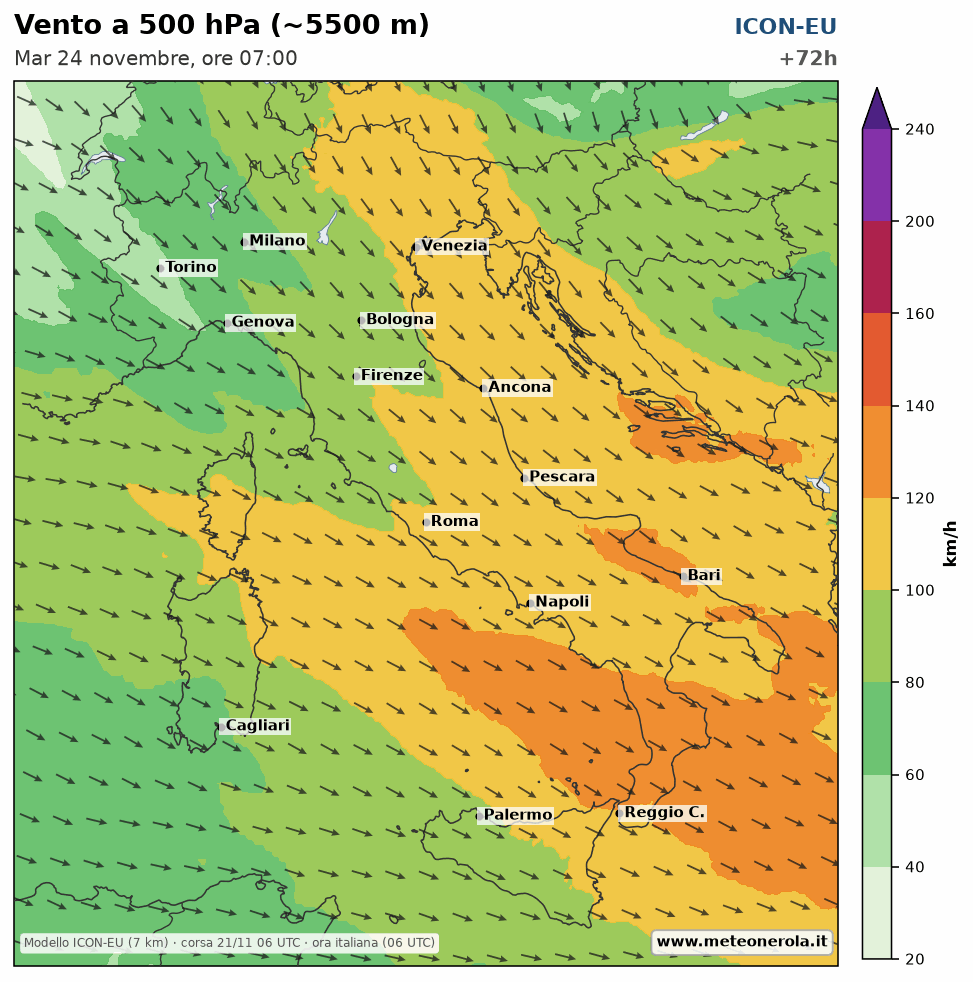 Vento a 500 hPa (~5500 m)
ICON-EU
Mar 24 novembre, ore 07:00
+72h
Milano
Venezia
Torino
Genova
Bologna
Firenze
Ancona
Pescara
Roma
Bari
Napoli
Cagliari
Palermo
Reggio C.
240
200
160
140
120
100
80
60
40
20
km/h
Modello ICON-EU (7 km) · corsa 21/11 06 UTC · ora italiana (06 UTC)
www.meteonerola.it